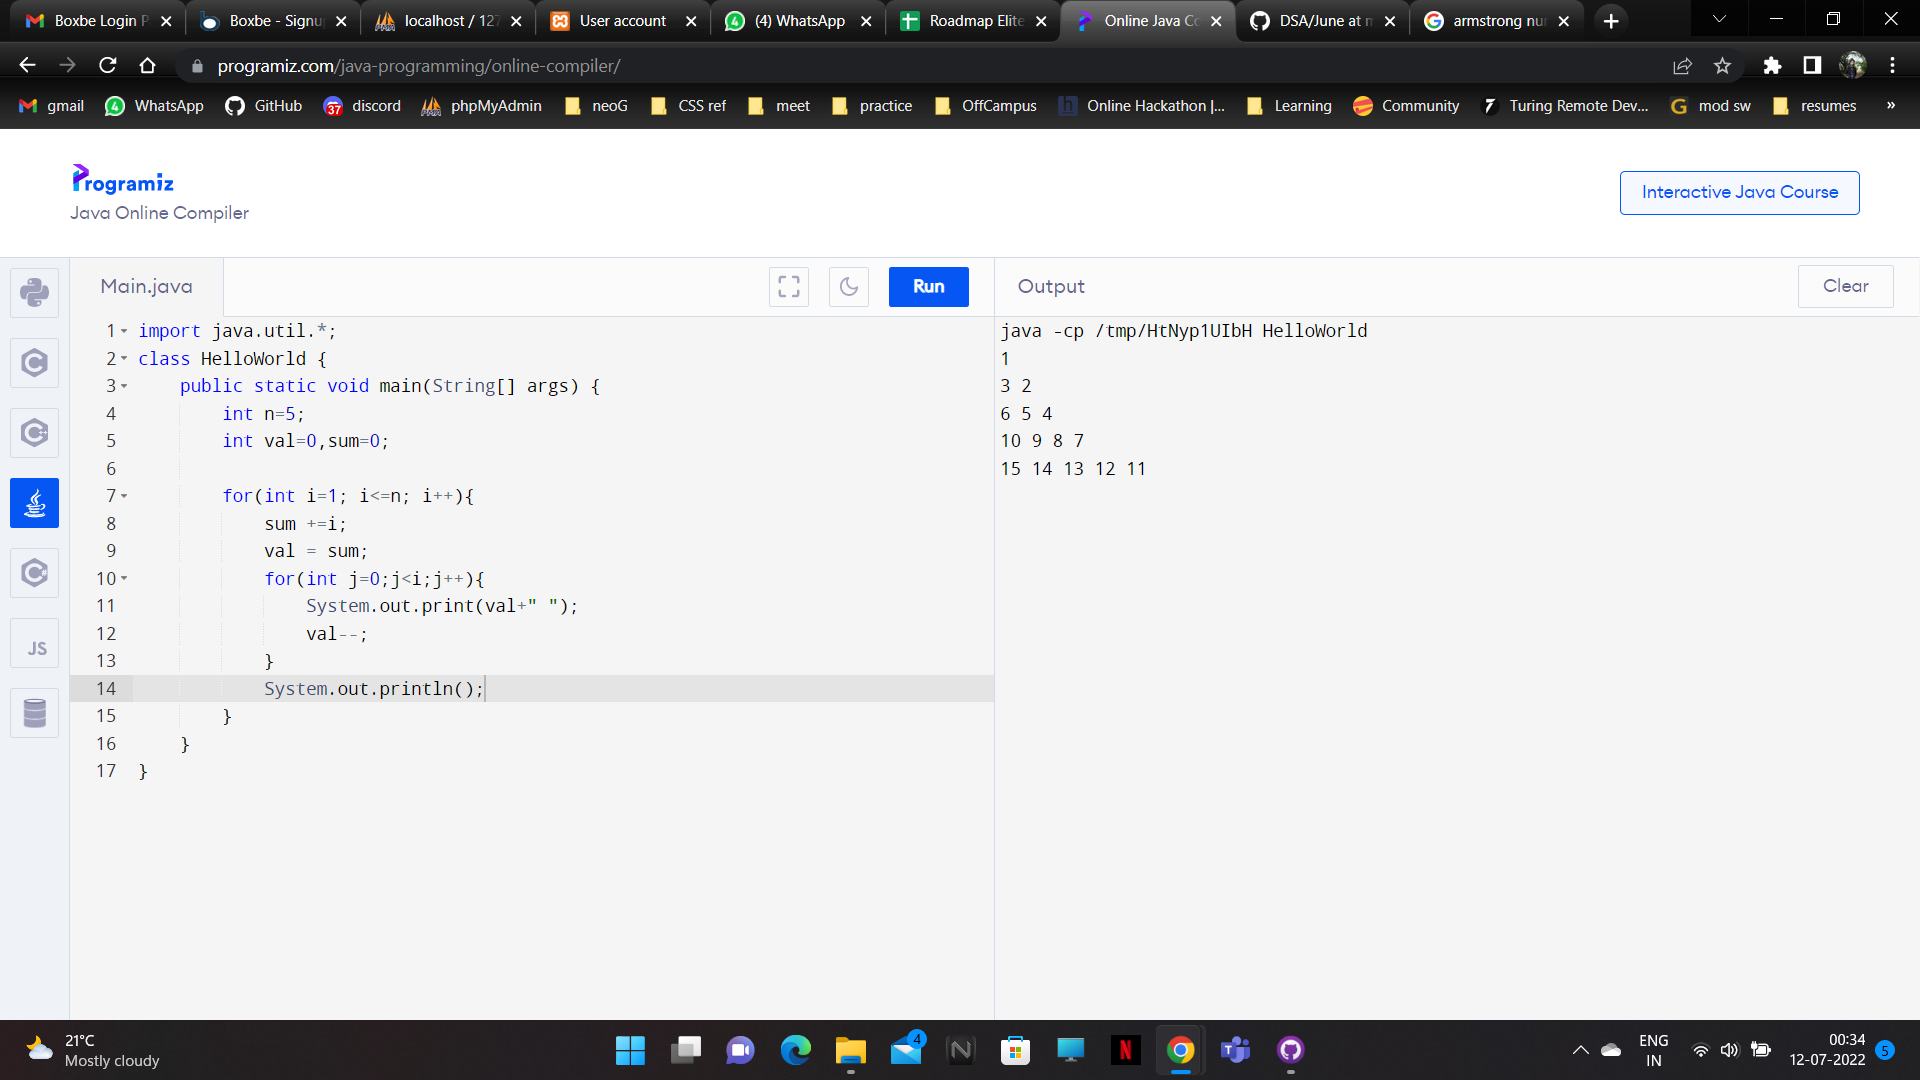 Boxbe Login P
Boxbe - Signu
localhost / 127
User account
(4) WhatsApp
Roadmap Elite
Online Java Co
DSA/June at m
armstrong nu
programiz.com/java-programming/online-compiler/
gmail
4 WhatsApp
GitHub
37 discord
phpMyAdmin
neoG
CSS ref
meet
practice
OffCampus
h Online Hackathon |...
Learning
Community
Turing Remote Dev...
G mod sw
resumes
»
Programiz
Java Online Compiler
Interactive Java Course
Main.java
Run
Output
Clear
1 import java.util.*;
2 class HelloWorld {
3 public static void main(String[] args) {
4 int n=5;
5 int val=0,sum=0;
6
7 for(int i=1; i<=n; i++){
8 sum +=i;
9 val = sum;
10 for(int j=0;j<i;j++){
11 System.out.print(val+" ");
12 val--;
13 }
14 System.out.println();
15 }
16 }
17 }
java -cp /tmp/HtNyp1UIbH HelloWorld
1
3 2
6 5 4
10 9 8 7
15 14 13 12 11
JS
21°C
Mostly cloudy
4
N
N
ENG
IN
00:34
12-07-2022
5